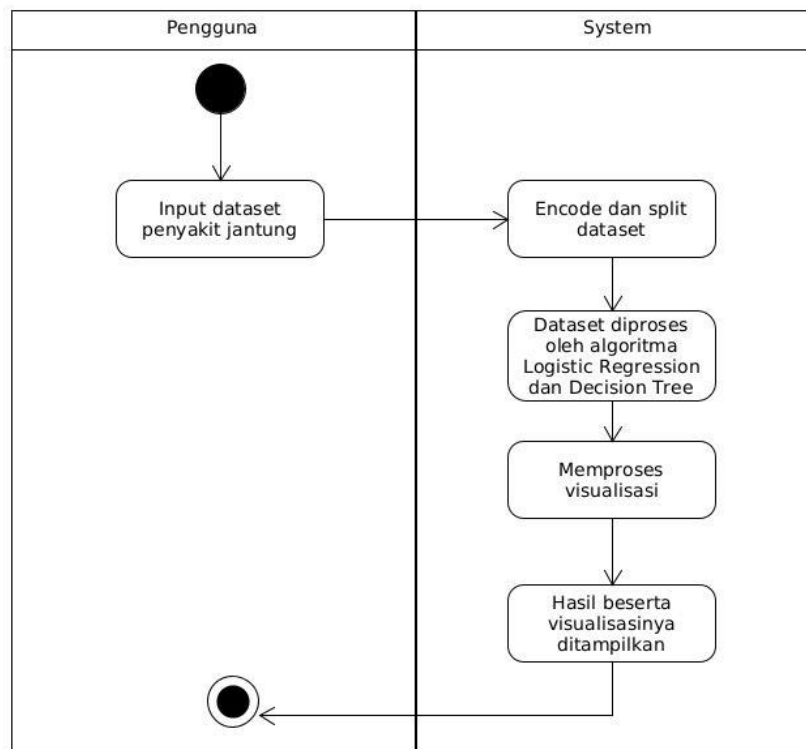 Pengguna
System
Input dataset
penyakit jantung
Encode dan split
dataset
Dataset diproses
oleh algoritma
Logistic Regression
dan Decision Tree
Memproses
visualisasi
Hasil beserta
visualisasinya
ditampilkan